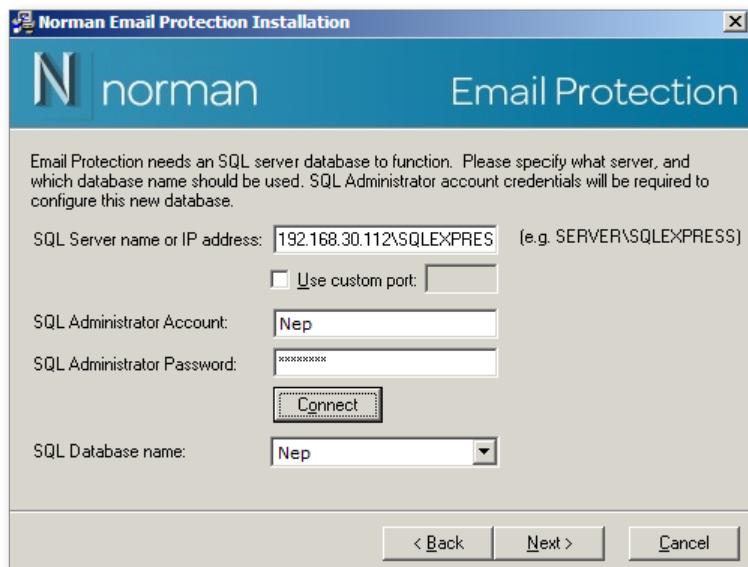 Norman Email Protection Installation
N norman Email Protection
Email Protection needs an SQL server database to function.  Please specify what server, and
which database name should be used. SQL Administrator account credentials will be required to
configure this new database.
SQL Server name or IP address: 192.168.30.112\SQLEXPRES (e.g. SERVER\SQLEXPRESS)
Use custom port:
SQL Administrator Account: Nep
SQL Administrator Password: ********
Connect
SQL Database name: Nep
< Back Next > Cancel